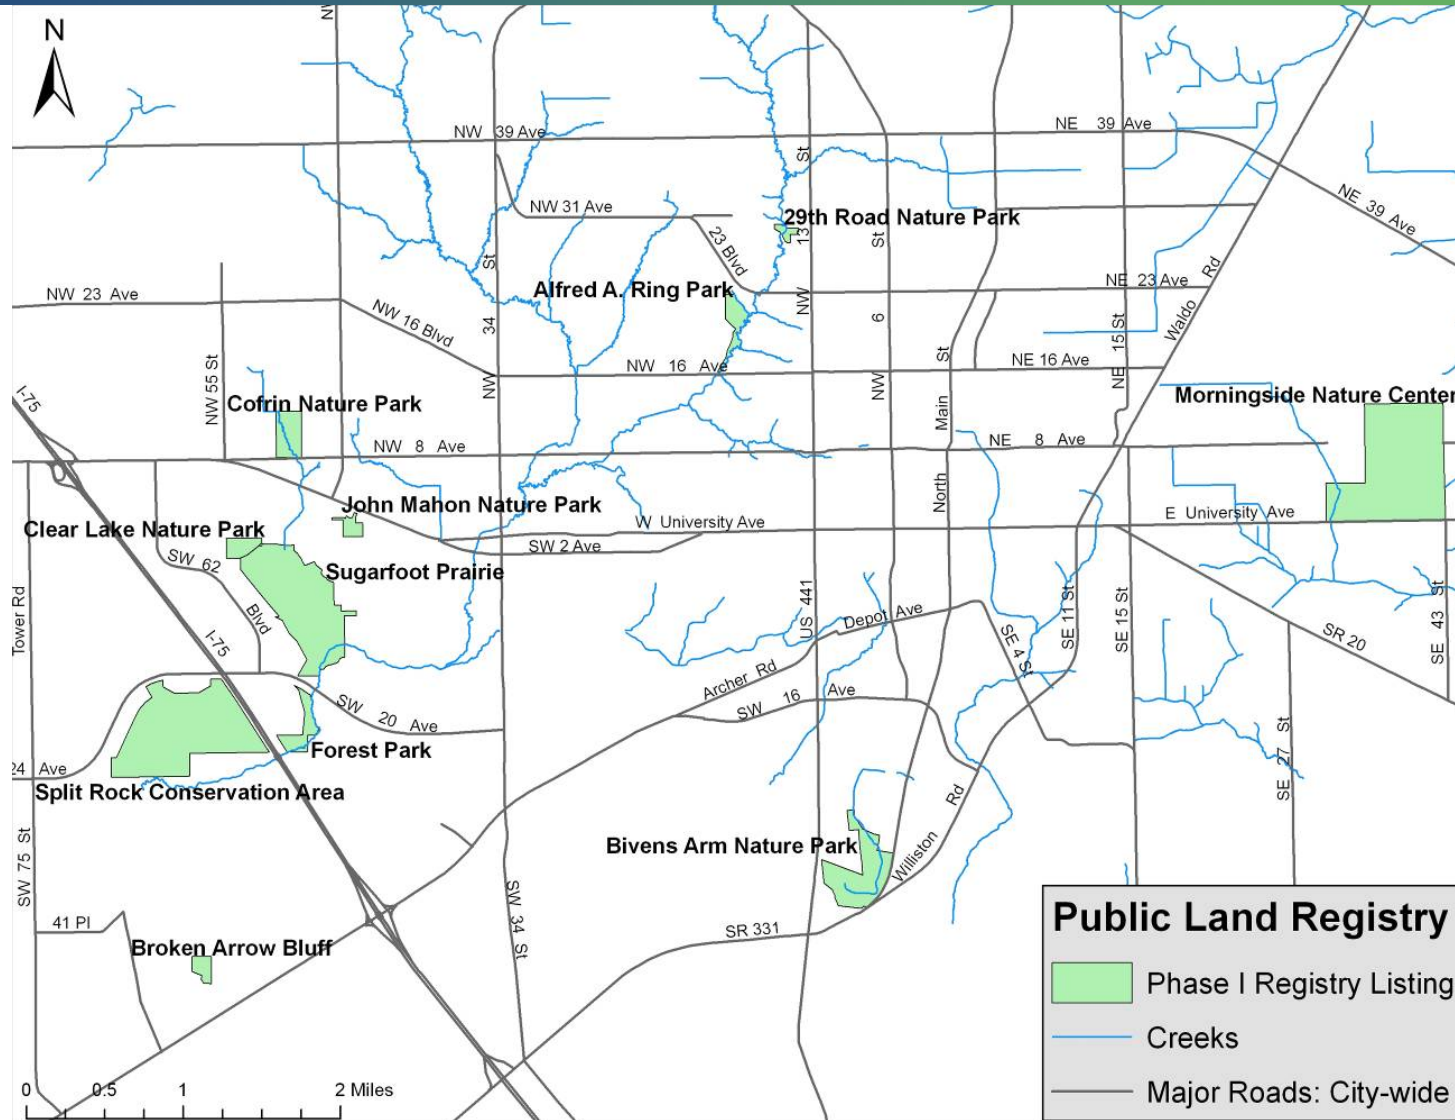 N
NW
NW 39 Ave
NE 39 Ave
St
NE 39 Ave
NW 31 Ave
29th Road Nature Park
13
St
23 Blvd
St
Alfred A. Ring Park
NE 23 Ave
Rd
NW 23 Ave
NW 16 Blvd
34
NW
6
Waldo
NE 15 St
St
NW 16 Ave
NE 16 Ave
NW 55 St
NW
NW
Main
I-75
Cofrin Nature Park
Morningside Nature Center
NW 8 Ave
NE 8 Ave
North
John Mahon Nature Park
E University Ave
W University Ave
Clear Lake Nature Park
SW 2 Ave
SW 62
Blvd
Sugarfoot Prairie
Tower Rd
I-75
US 441
Depot Ave
SE 4 St
SE 11 St
SE 15 St
SR 20
SE 43 St
Archer Rd
SW 16 Ave
SW 20 Ave
Forest Park
SE 27 St
24 Ave
Split Rock Conservation Area
SW 75 St
Bivens Arm Nature Park
Williston
Rd
SW 34 St
41 Pl
SR 331
Broken Arrow Bluff
Public Land Registry
Phase I Registry Listing
Creeks
Major Roads: City-wide
0 0.5 1 2 Miles